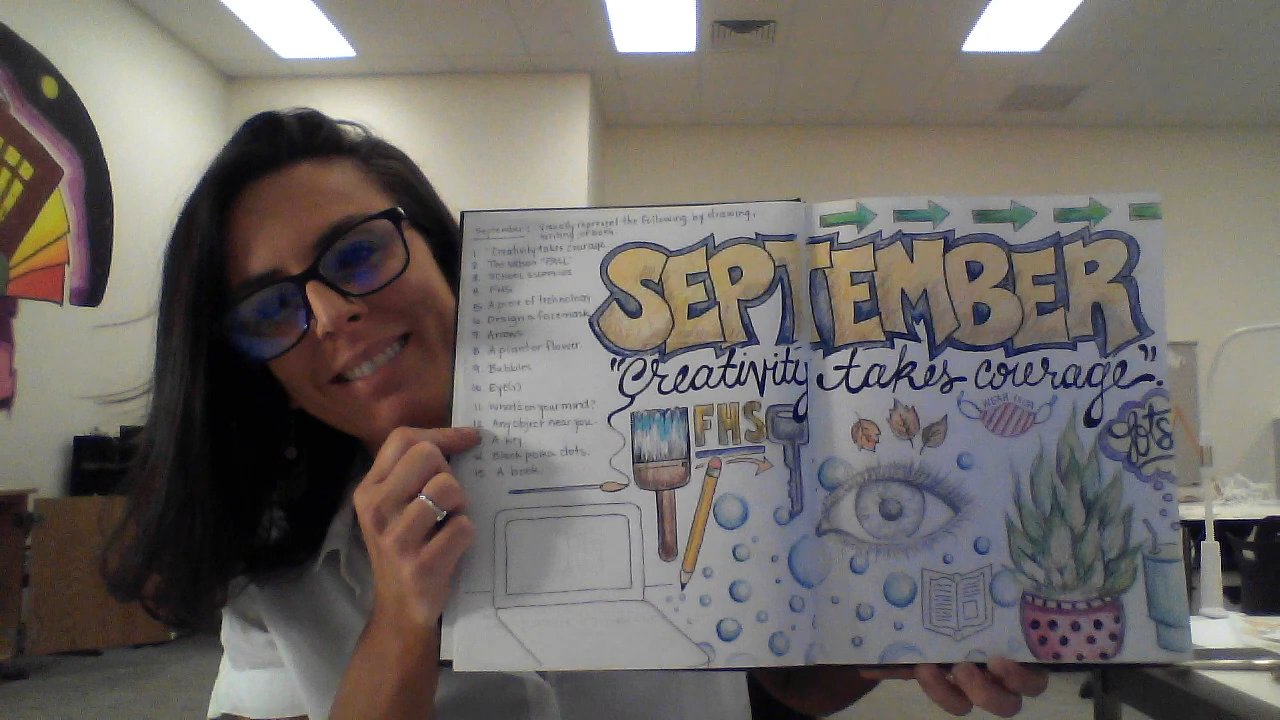 September: Visually represent the following by drawing,
writing, or both.
1. "Creativity takes courage
2. The season "FALL"
3. School supplies
4. FHS
5. A piece of technology
6. Design a facemask
7. Arrows
8. A plant or flower
9. Bubbles
10. Eye(s)
11. What's on your mind?
12. Any object near you.
A key
14. Black polka dots.
15. A book.
SEPTEMBER
"Creativity takes courage".
FHS
WEAR
lots